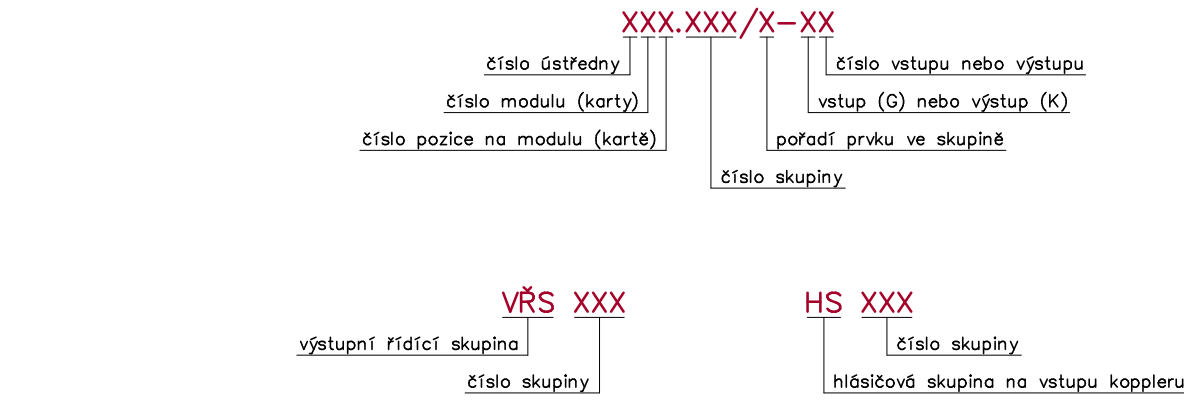 XXX.XXX/X-XX
číslo ústředny
číslo vstupu nebo výstupu
číslo modulu (karty)
vstup (G) nebo výstup (K)
číslo pozice na modulu (kartě)
pořadí prvku ve skupině
číslo skupiny
VŘS XXX
HS XXX
výstupní řídící skupina
číslo skupiny
číslo skupiny
hlásičová skupina na vstupu koppleru